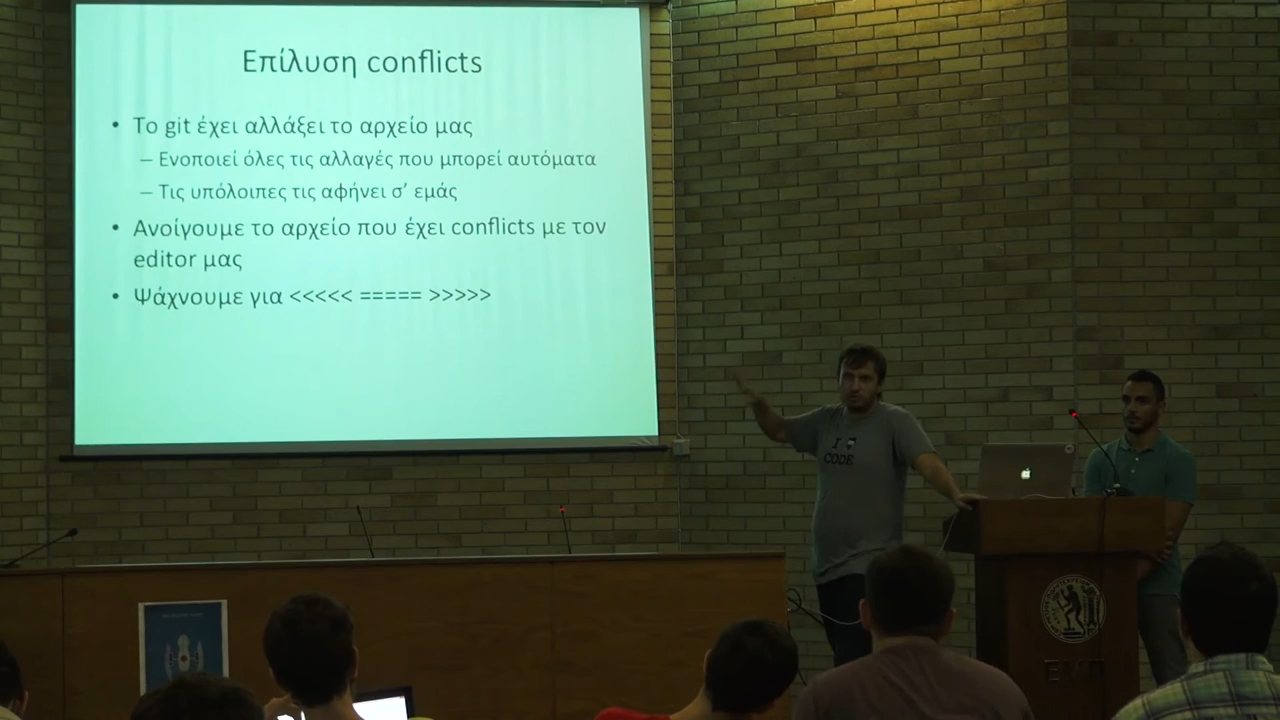 Επίλυση conflicts
• Το git έχει αλλάξει το αρχείο μας
– Ενοποιεί όλες τις αλλαγές που μπορεί αυτόματα
– Τις υπόλοιπες τις αφήνει σ’ εμάς
• Ανοίγουμε το αρχείο που έχει conflicts με τον
editor μας
• Ψάχνουμε για <<<<< ===== >>>>>
I
CODE
Ε Μ Π